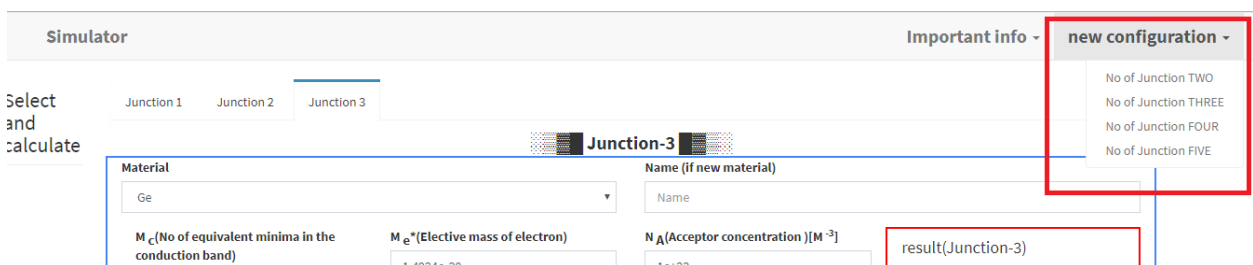 Simulator
Important info
new configuration
No of Junction TWO
No of Junction THREE
No of Junction FOUR
No of Junction FIVE
Select
and
calculate
Junction 1
Junction 2
Junction 3
░▒▓█ Junction-3 █▓▒░
Material
Name (if new material)
Ge
Name
M C(No of equivalent minima in the
conduction band)
M e*(Elective mass of electron)
N A(Acceptor concentration )[M -3]
result(Junction-3)